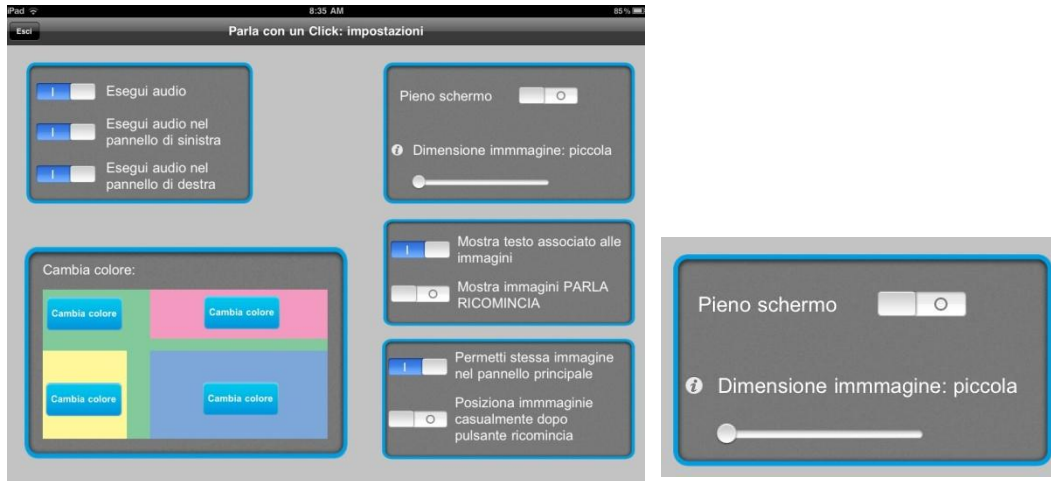 iPad 8:35 AM 85%
Esci Parla con un Click: impostazioni
Esegui audio
Esegui audio nel
pannello di sinistra
Esegui audio nel
pannello di destra
Pieno schermo
Dimensione immmagine: piccola
Mostra testo associato alle
immagini
Mostra immagini PARLA
RICOMINCIA
Cambia colore:
Cambia colore Cambia colore
Cambia colore Cambia colore
Permetti stessa immagine
nel pannello principale
Posiziona immmaginie
casualmente dopo
pulsante ricomincia
Pieno schermo
Dimensione immmagine: piccola